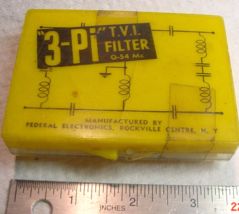 "3-Pi" T.V.I.
FILTER
0-54 Mc
MANUFACTURED BY
FEDERAL ELECTRONICS, ROCKVILLE CENTRE, N. Y.
1 2 3
INCHES